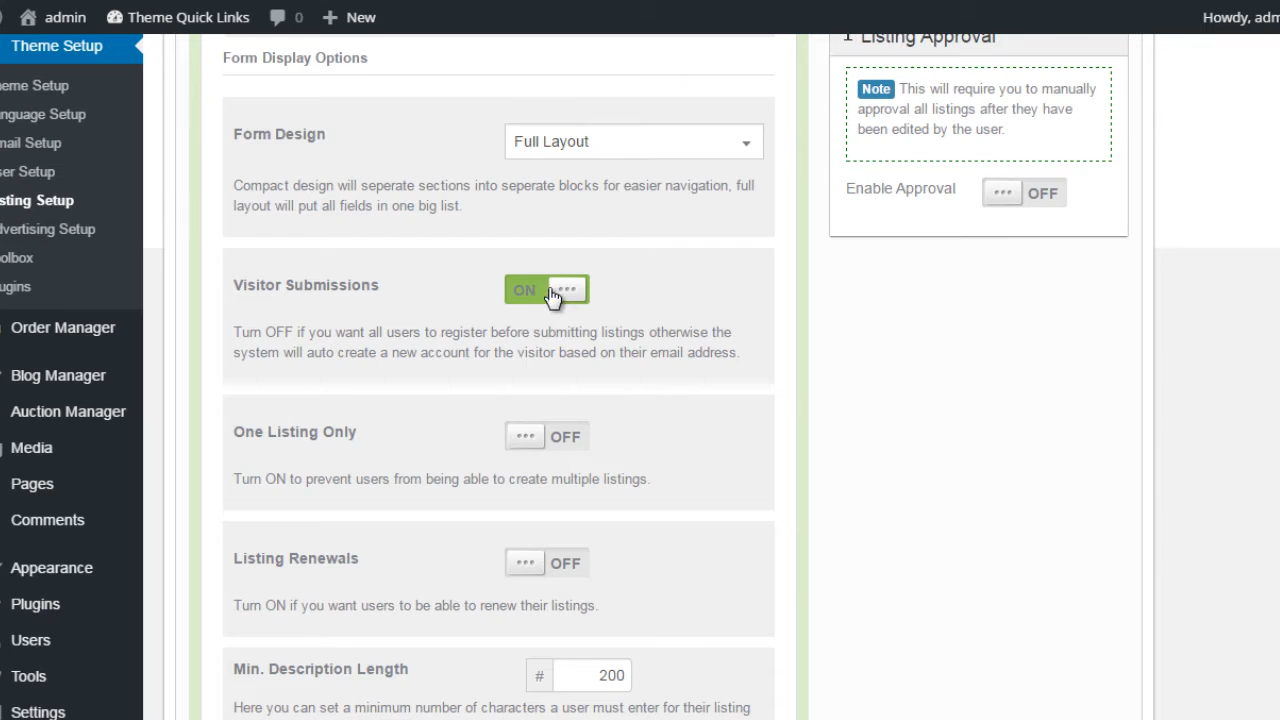 admin
Theme Quick Links
0
New
Howdy, adm
Theme Setup
eme Setup
anguage Setup
mail Setup
ser Setup
sting Setup
dvertising Setup
olbox
lugins
Order Manager
Blog Manager
Auction Manager
Media
Pages
Comments
Appearance
Plugins
Users
Tools
Settings
Form Display Options
Form Design
Full Layout
Compact design will seperate sections into seperate blocks for easier navigation, full
layout will put all fields in one big list.
Visitor Submissions
ON
Turn OFF if you want all users to register before submitting listings otherwise the
system will auto create a new account for the visitor based on their email address.
One Listing Only
OFF
Turn ON to prevent users from being able to create multiple listings.
Listing Renewals
OFF
Turn ON if you want users to be able to renew their listings.
Min. Description Length
# 200
Here you can set a minimum number of characters a user must enter for their listing
Listing Approval
Note This will require you to manually
approval all listings after they have
been edited by the user.
Enable Approval
OFF